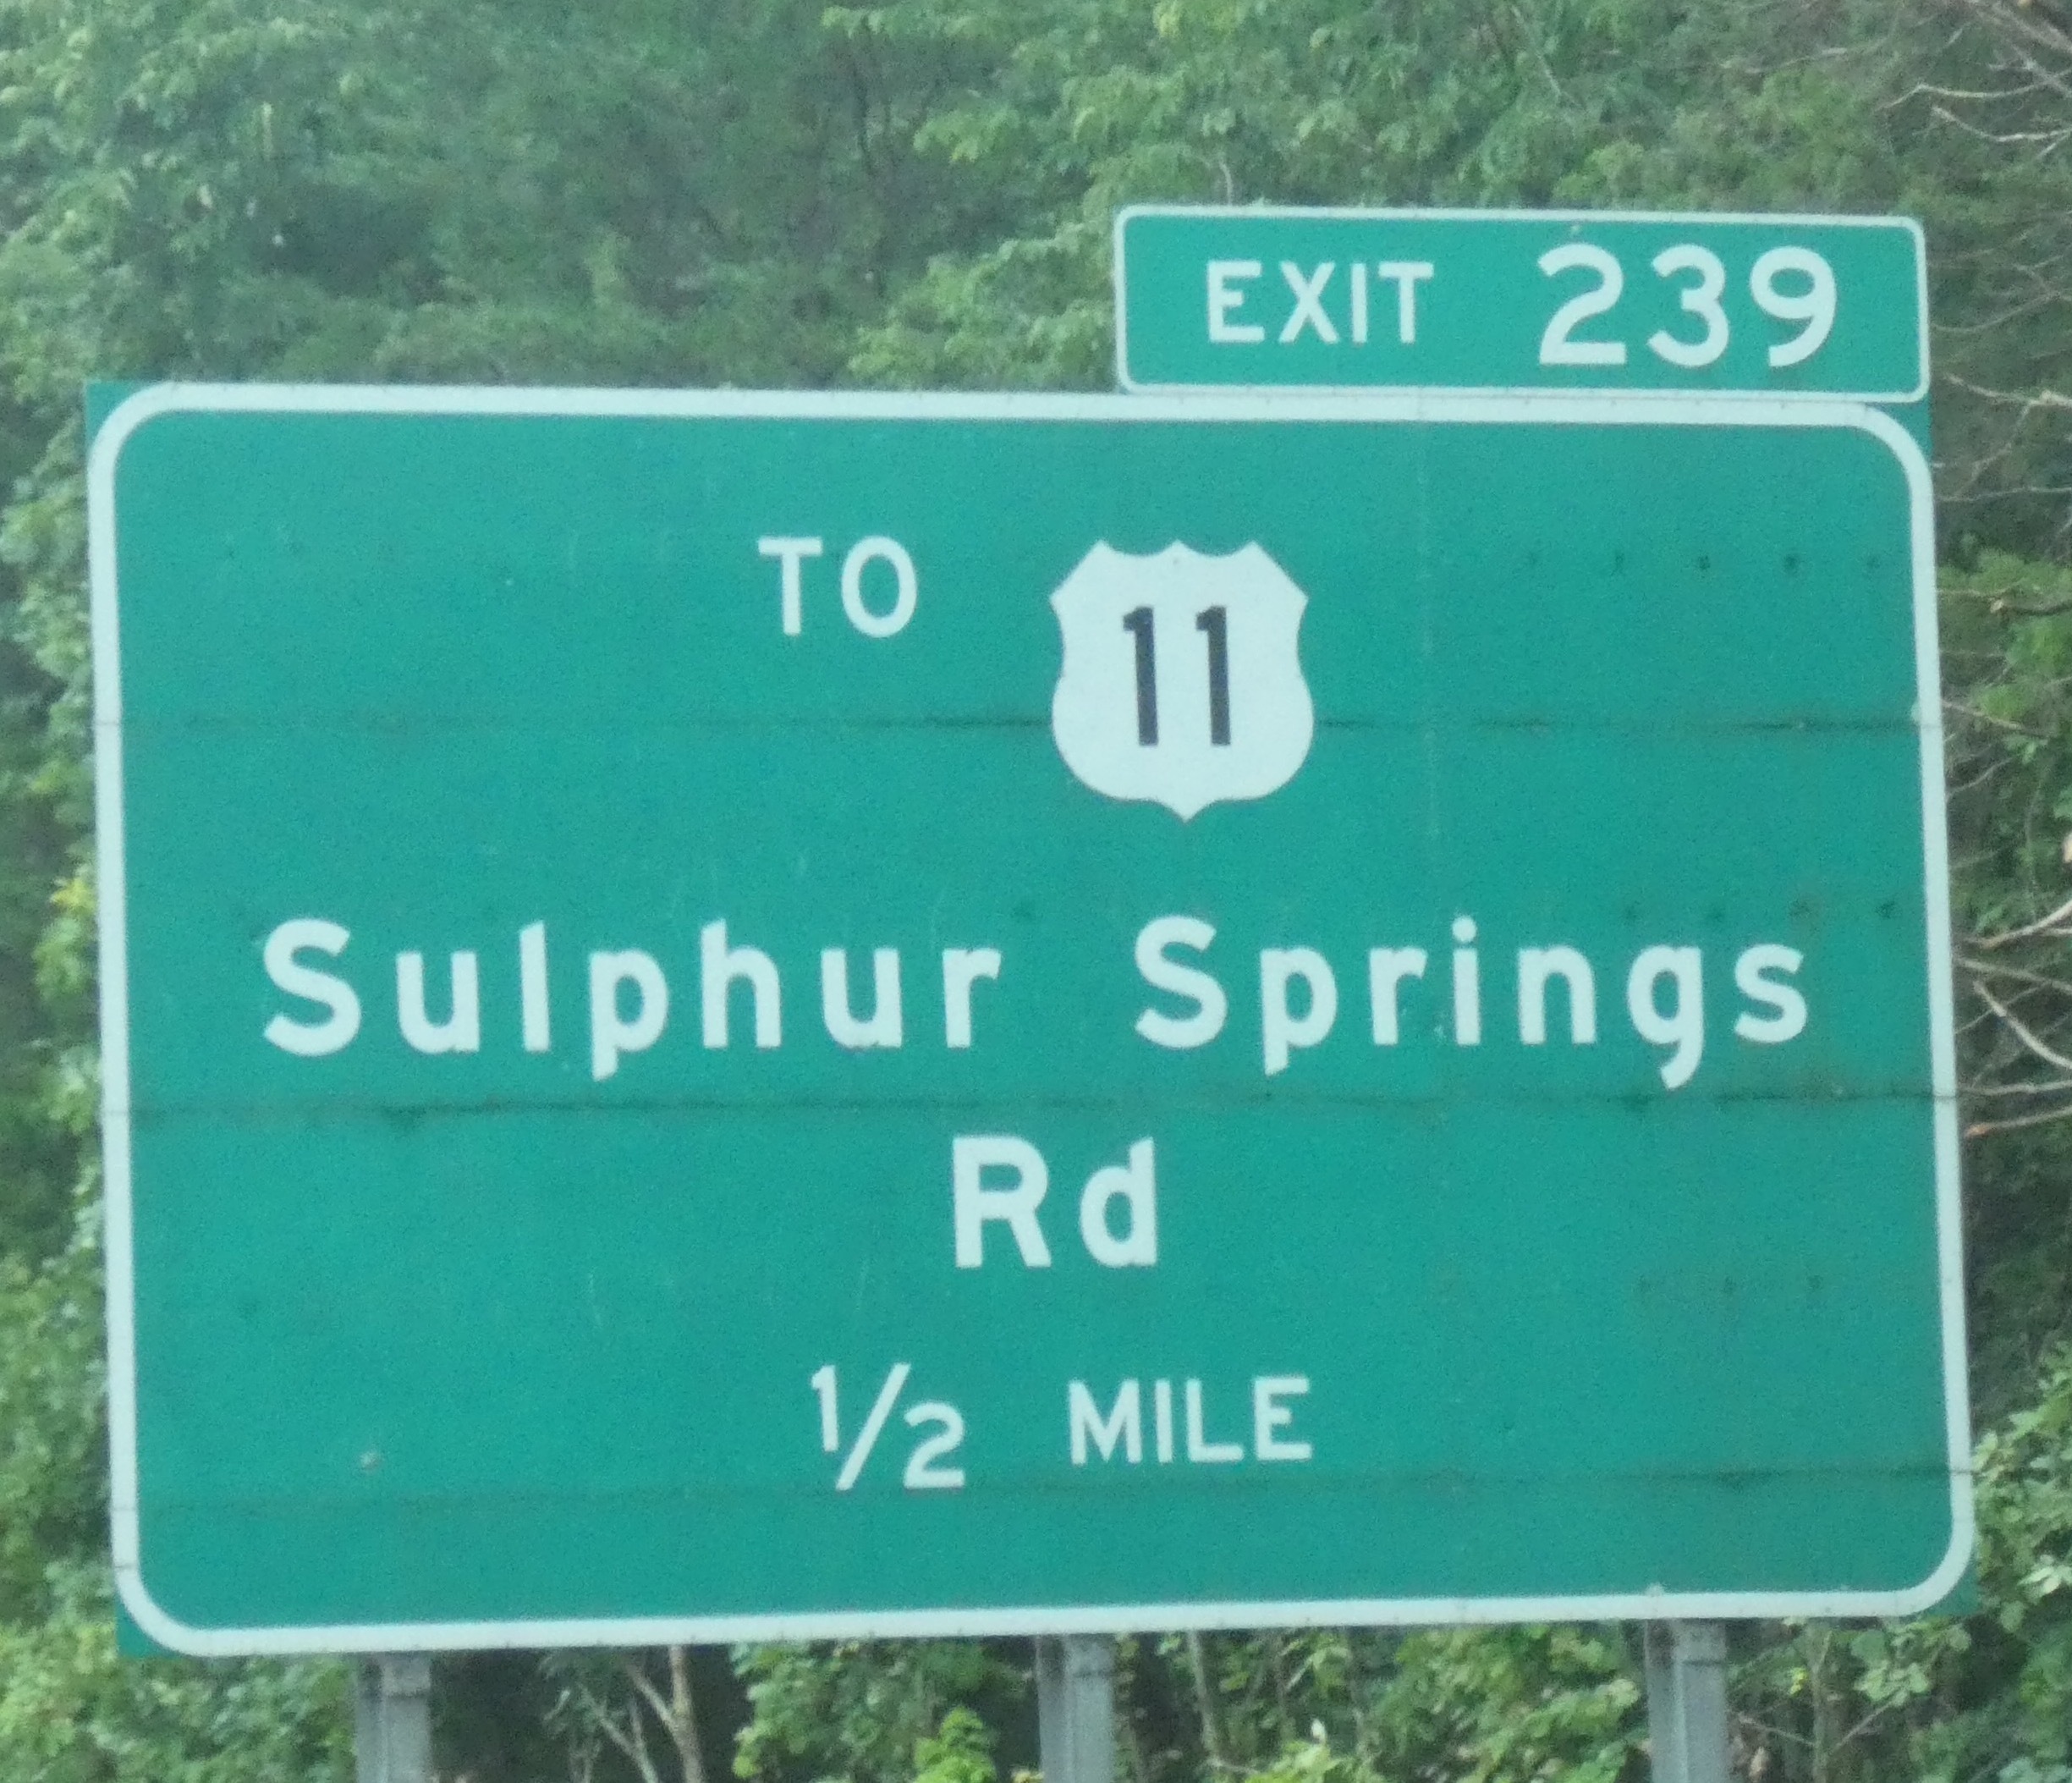 EXIT 239
TO 11
Sulphur Springs
Rd
1/2 MILE